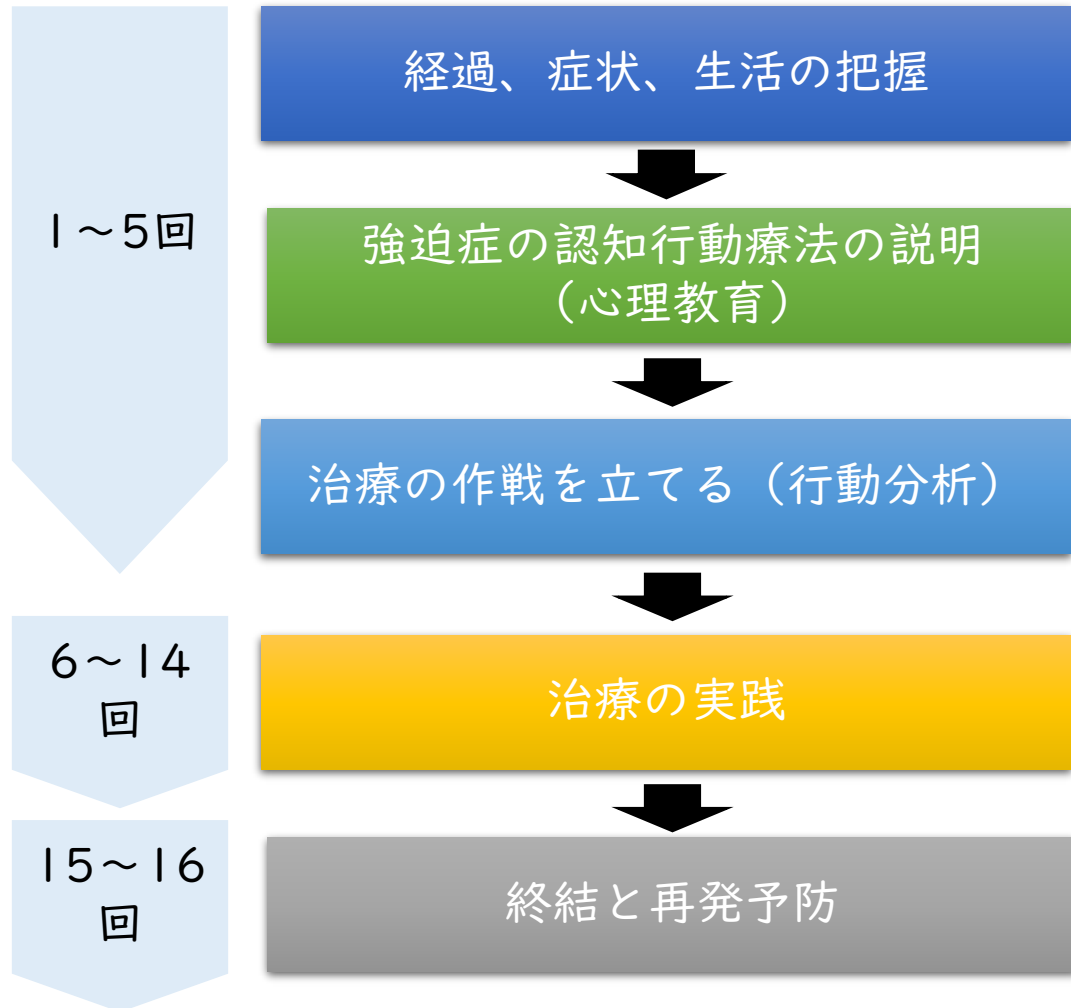 経過、症状、生活の把握
1～5回
強迫症の認知行動療法の説明
（心理教育）
治療の作戦を立てる（行動分析）
6～14
回
治療の実践
15～16
回
終結と再発予防